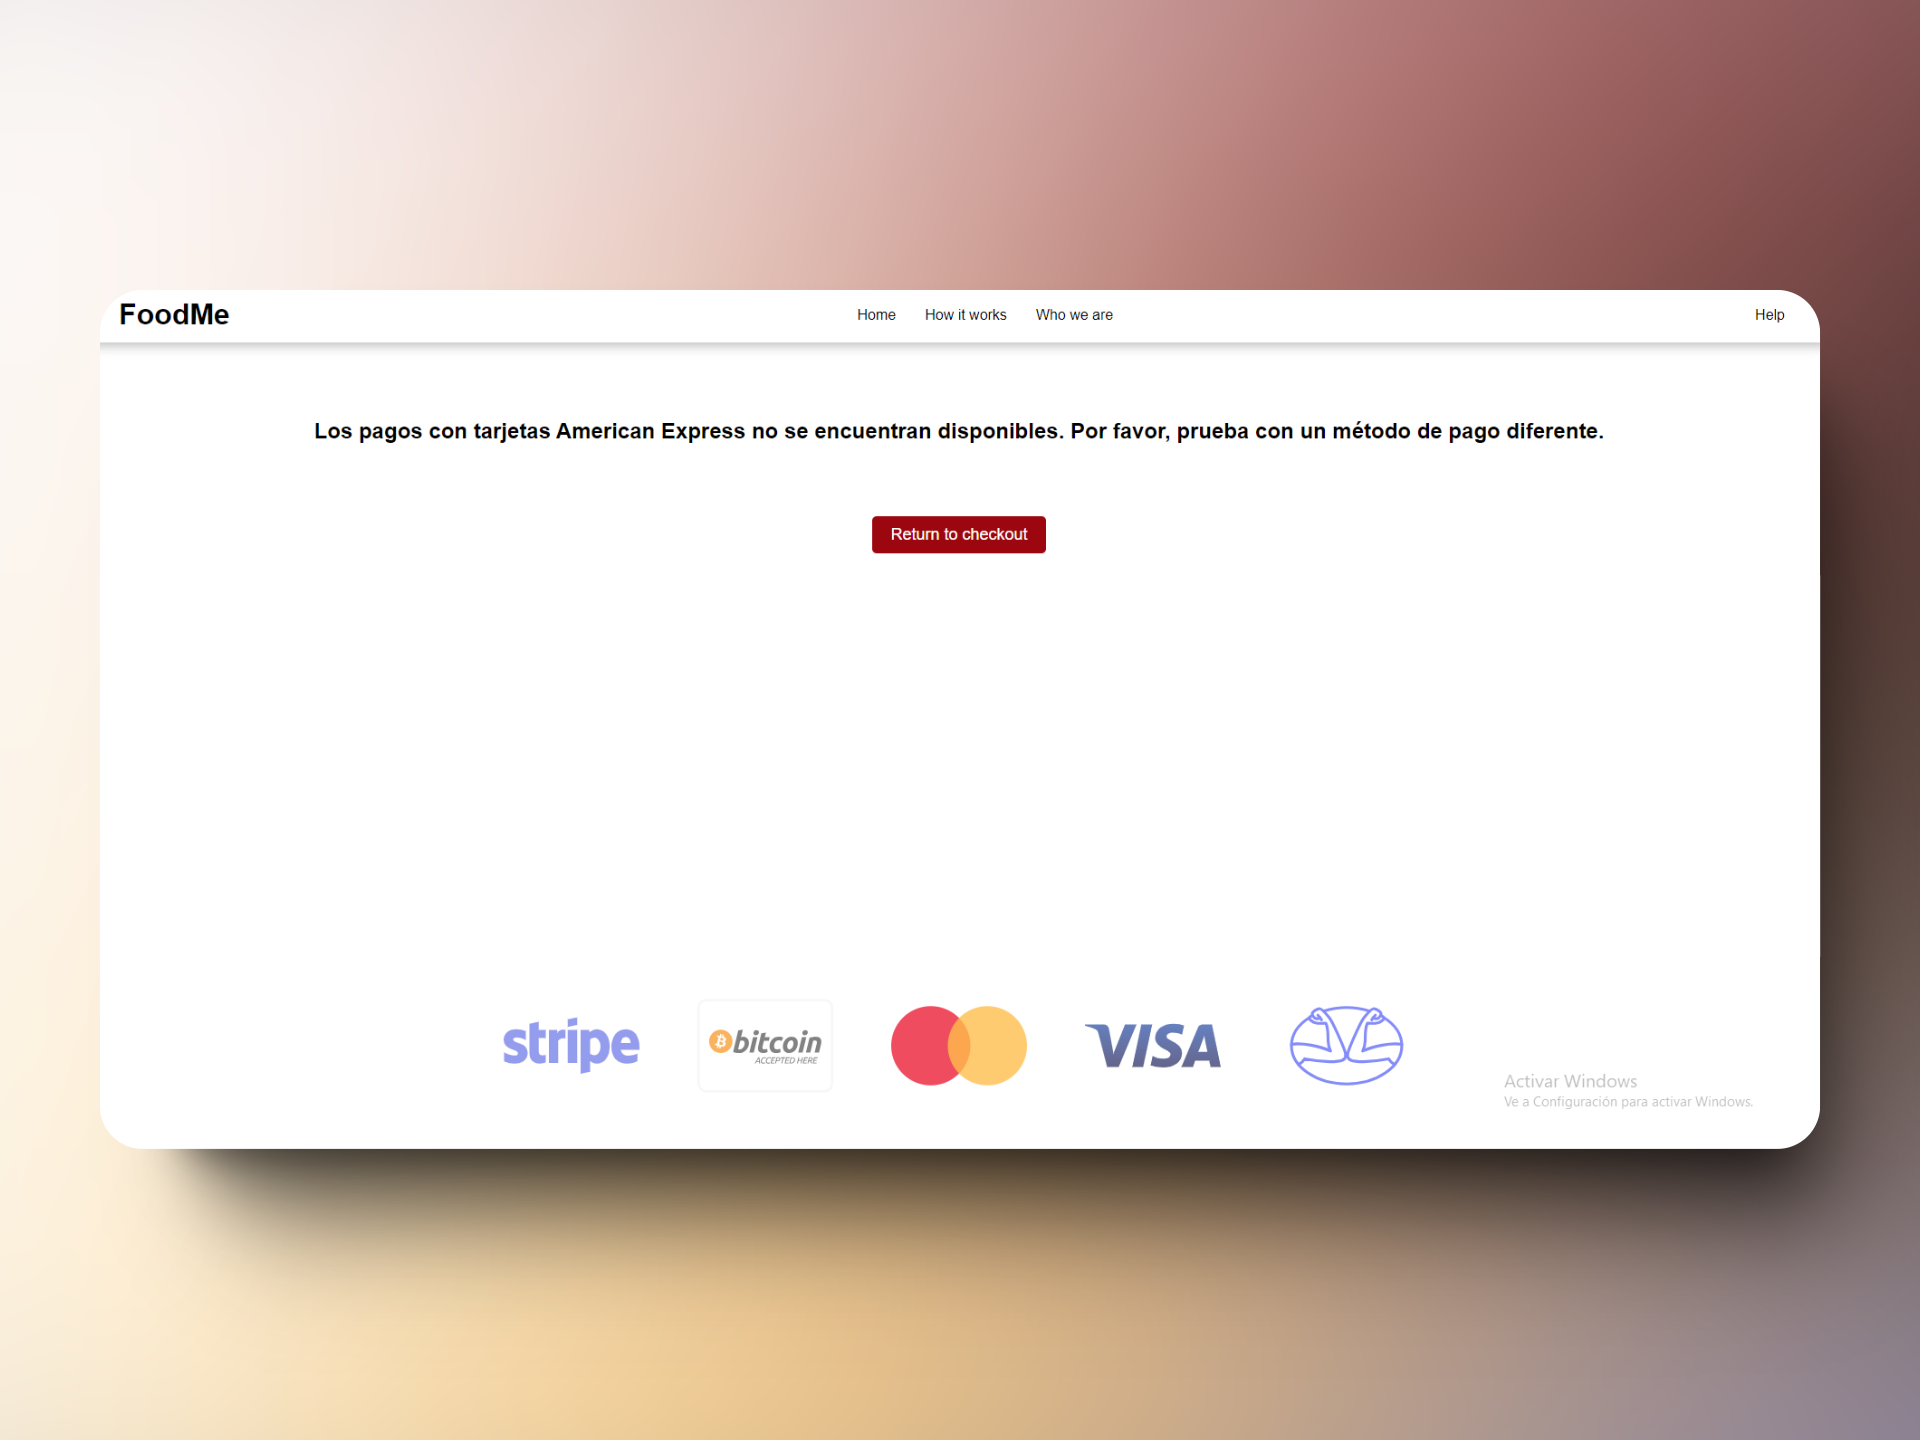 FoodMe
Home
How it works
Who we are
Help
Los pagos con tarjetas American Express no se encuentran disponibles. Por favor, prueba con un método de pago diferente.
Return to checkout
stripe
bitcoin
ACCEPTED HERE
VISA
Activar Windows
Ve a Configuración para activar Windows.